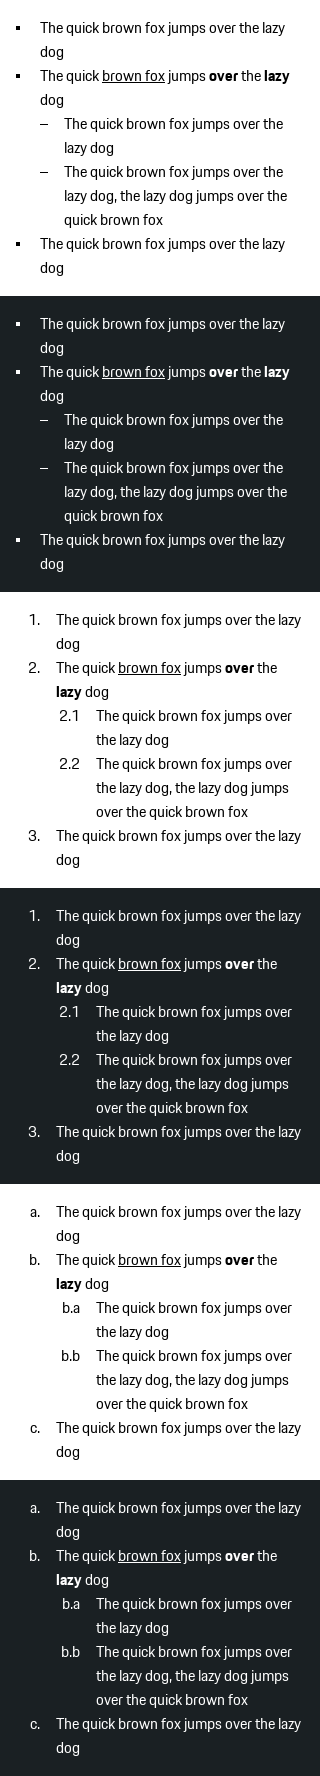 ▪ The quick brown fox jumps over the lazy
dog
▪ The quick brown fox jumps over the lazy
dog
– The quick brown fox jumps over the
lazy dog
– The quick brown fox jumps over the
lazy dog, the lazy dog jumps over the
quick brown fox
▪ The quick brown fox jumps over the lazy
dog
▪ The quick brown fox jumps over the lazy
dog
▪ The quick brown fox jumps over the lazy
dog
– The quick brown fox jumps over the
lazy dog
– The quick brown fox jumps over the
lazy dog, the lazy dog jumps over the
quick brown fox
▪ The quick brown fox jumps over the lazy
dog
1. The quick brown fox jumps over the lazy
dog
2. The quick brown fox jumps over the
lazy dog
2.1 The quick brown fox jumps over
the lazy dog
2.2 The quick brown fox jumps over
the lazy dog, the lazy dog jumps
over the quick brown fox
3. The quick brown fox jumps over the lazy
dog
1. The quick brown fox jumps over the lazy
dog
2. The quick brown fox jumps over the
lazy dog
2.1 The quick brown fox jumps over
the lazy dog
2.2 The quick brown fox jumps over
the lazy dog, the lazy dog jumps
over the quick brown fox
3. The quick brown fox jumps over the lazy
dog
a. The quick brown fox jumps over the lazy
dog
b. The quick brown fox jumps over the
lazy dog
b.a The quick brown fox jumps over
the lazy dog
b.b The quick brown fox jumps over
the lazy dog, the lazy dog jumps
over the quick brown fox
c. The quick brown fox jumps over the lazy
dog
a. The quick brown fox jumps over the lazy
dog
b. The quick brown fox jumps over the
lazy dog
b.a The quick brown fox jumps over
the lazy dog
b.b The quick brown fox jumps over
the lazy dog, the lazy dog jumps
over the quick brown fox
c. The quick brown fox jumps over the lazy
dog